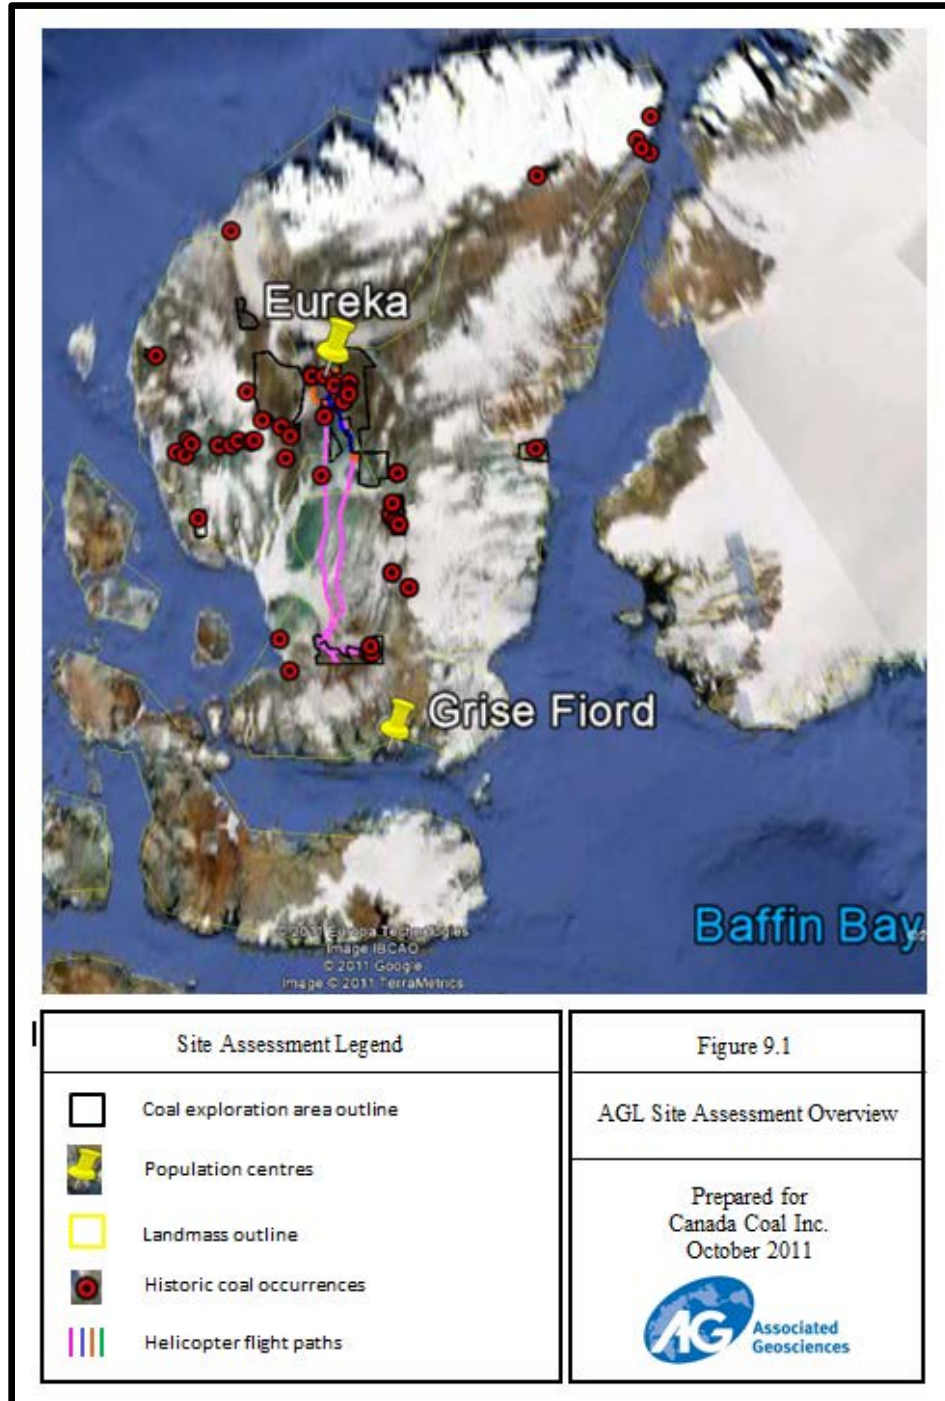 Eureka
Grise Fiord
Baffin Bay
© 2011 Europa Technologies
Image IBCAO
© 2011 Google
Image © 2011 TerraMetrics
Site Assessment Legend
Coal exploration area outline
Population centres
Landmass outline
Historic coal occurrences
Helicopter flight paths
Figure 9.1
AGL Site Assessment Overview
Prepared for
Canada Coal Inc.
October 2011
AG Associated
Geosciences